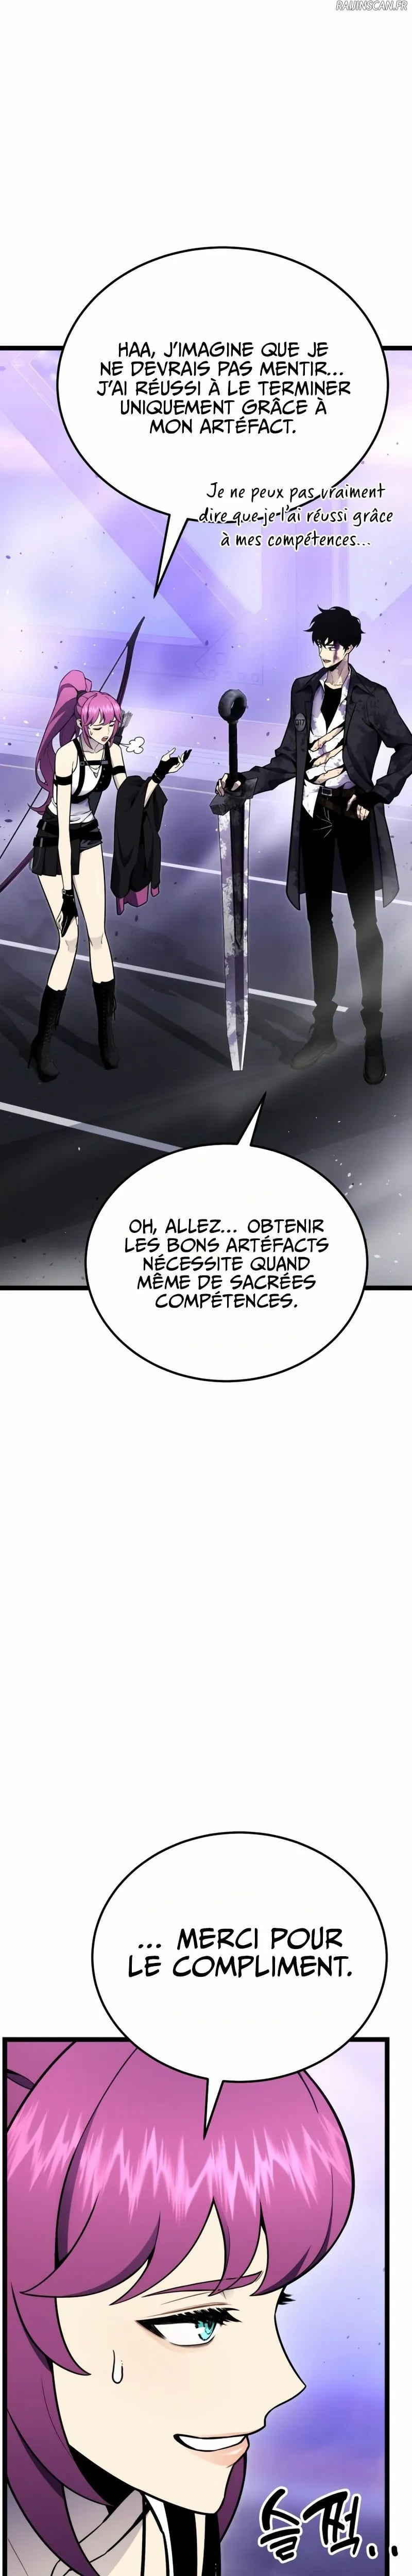 RAIJINSCAN.FR
HAA, J'IMAGINE QUE JE
NE DEVRAIS PAS MENTIR...
J'AI RÉUSSI À LE TERMINER
UNIQUEMENT GRÂCE À
MON ARTÉFACT.
Je ne peux pas vraiment
dire que je l'ai réussi grâce
à mes compétences...
017
OH, ALLEZ... OBTENIR
LES BONS ARTÉFACTS
NÉCESSITE QUAND
MÊME DE SACRÉES
COMPÉTENCES.
... MERCI POUR
LE COMPLIMENT.
슬쩍...